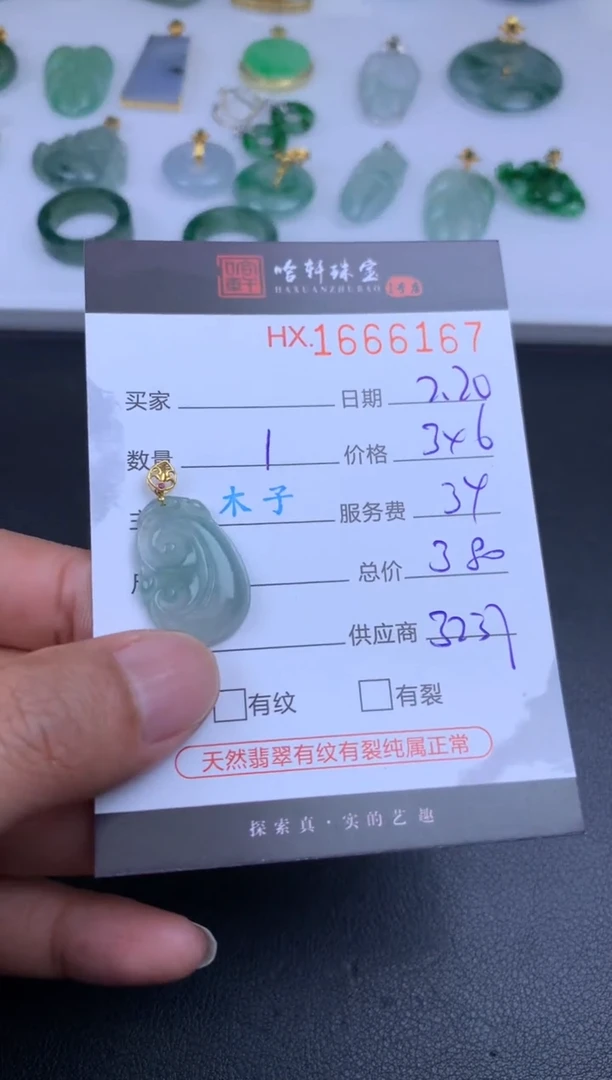 哈轩珠宝
HAXUANZHUBAO
HX.1666167
买家 日期 2.20
数量 1 价格 346
木子 服务费 34
总价 380
供应商 3237
有纹 有裂
天然翡翠有纹有裂纯属正常
探索真·实的艺趣